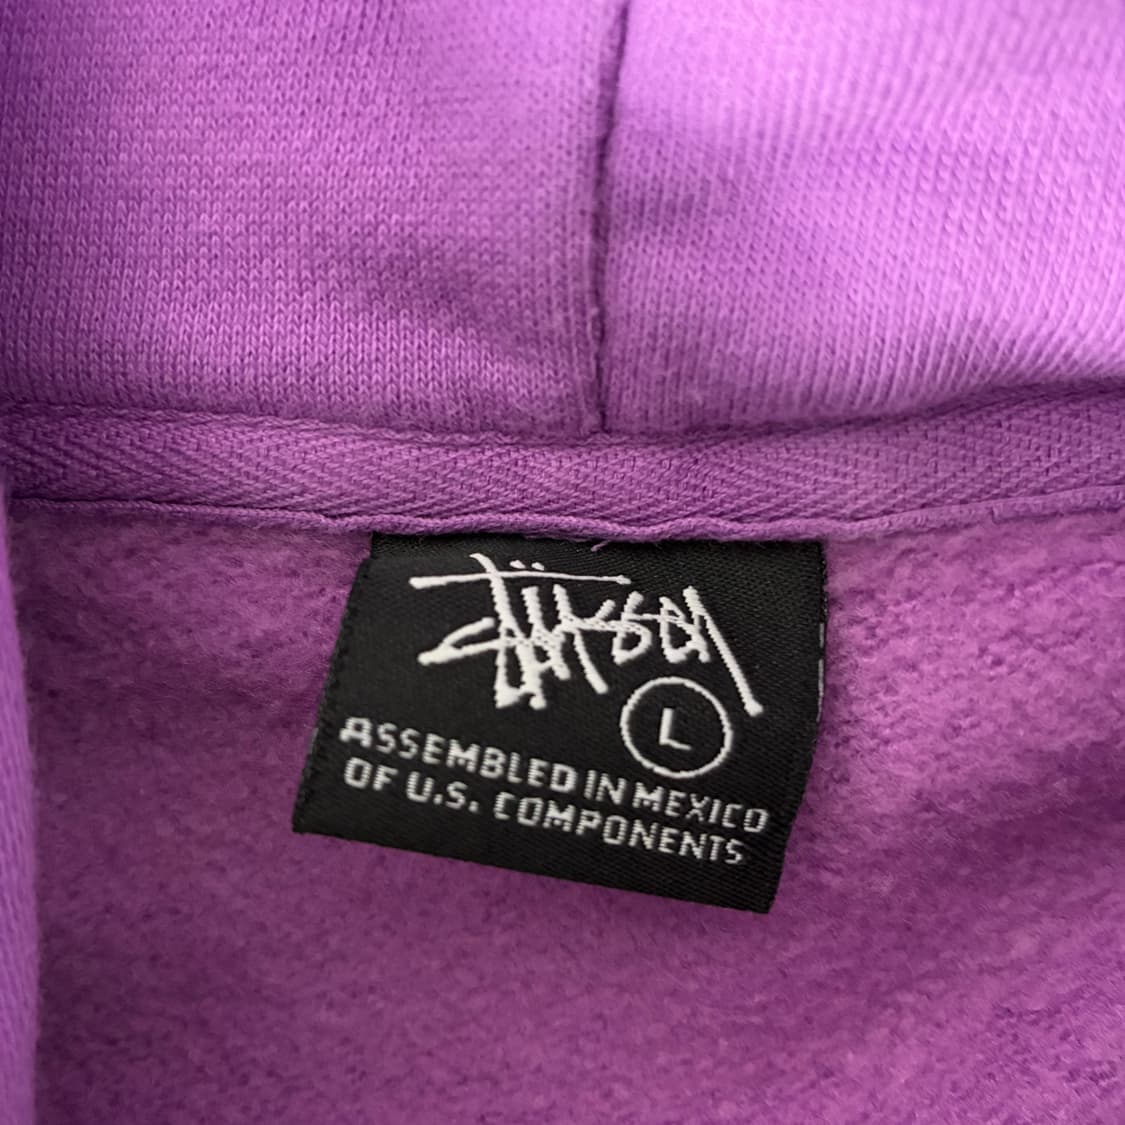 Stüssy
L
ASSEMBLED IN MEXICO
OF U.S. COMPONENTS